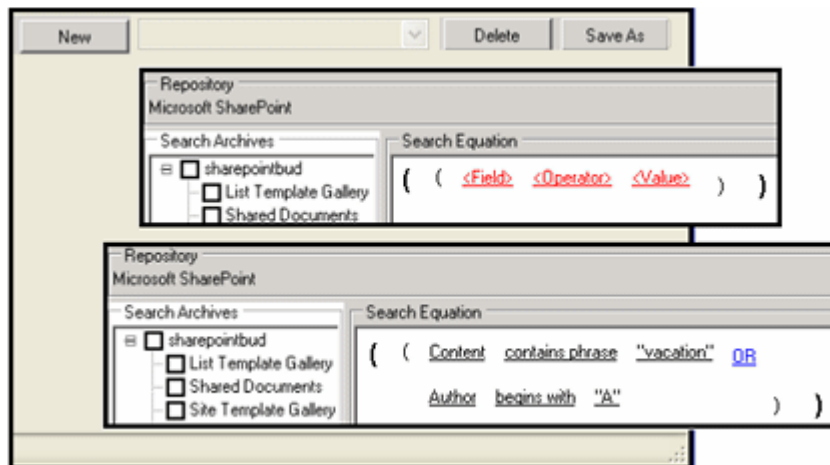 New Delete Save As
Repository
Microsoft SharePoint
Search Archives Search Equation
sharepointbud
List Template Gallery
Shared Documents
( ( <Field> <Operator> <Value> ) )
Repository
Microsoft SharePoint
Search Archives Search Equation
sharepointbud
List Template Gallery
Shared Documents
Site Template Gallery
( ( Content contains phrase "vacation" OR
Author begins with "A" ) )